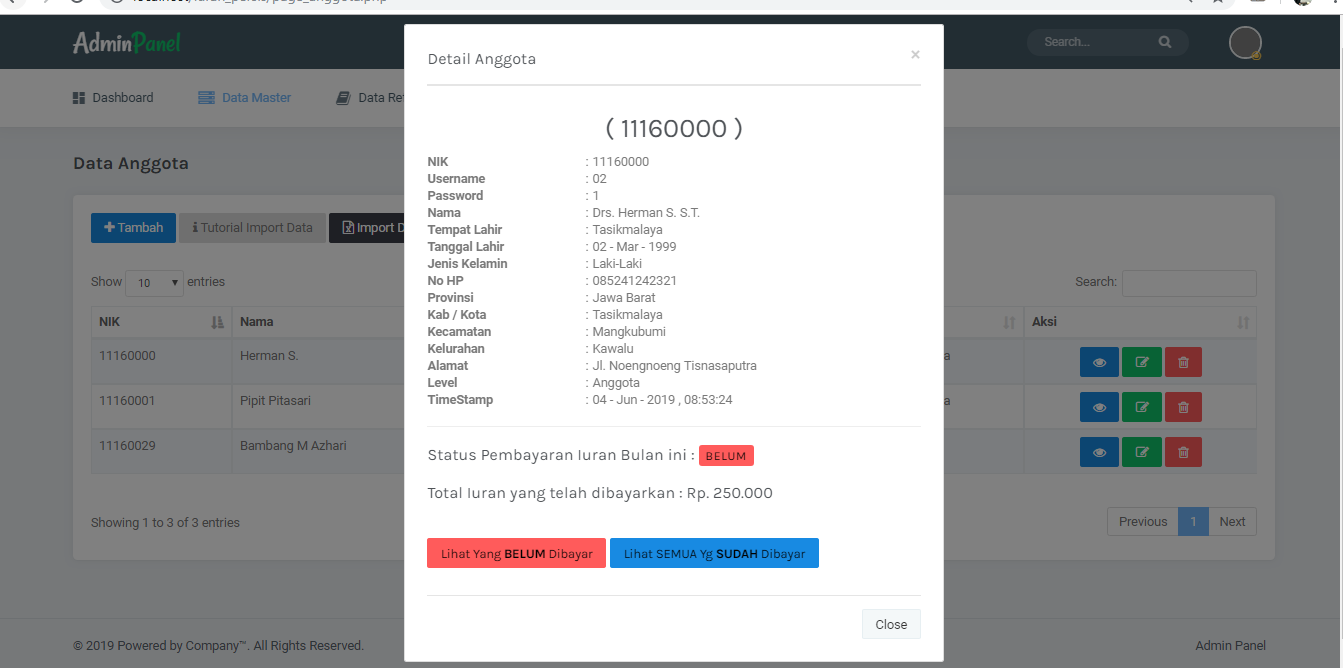 AdminPanel
Search...
Dashboard
Data Master
Data Re
Data Anggota
Tambah
Tutorial Import Data
Import D
Show 10 entries
Search:
NIK
Nama
Aksi
11160000
Herman S.
a
11160001
Pipit Pitasari
a
11160029
Bambang M Azhari
Showing 1 to 3 of 3 entries
Previous
1
Next
© 2019 Powered by Company™. All Rights Reserved.
Admin Panel
Detail Anggota
×
( 11160000 )
NIK : 11160000
Username : 02
Password : 1
Nama : Drs. Herman S. S.T.
Tempat Lahir : Tasikmalaya
Tanggal Lahir : 02 - Mar - 1999
Jenis Kelamin : Laki-Laki
No HP : 085241242321
Provinsi : Jawa Barat
Kab / Kota : Tasikmalaya
Kecamatan : Mangkubumi
Kelurahan : Kawalu
Alamat : Jl. Noengnoeng Tisnasaputra
Level : Anggota
TimeStamp : 04 - Jun - 2019 , 08:53:24
Status Pembayaran Iuran Bulan ini : BELUM
Total Iuran yang telah dibayarkan : Rp. 250.000
Lihat Yang BELUM Dibayar
Lihat SEMUA Yg SUDAH Dibayar
Close